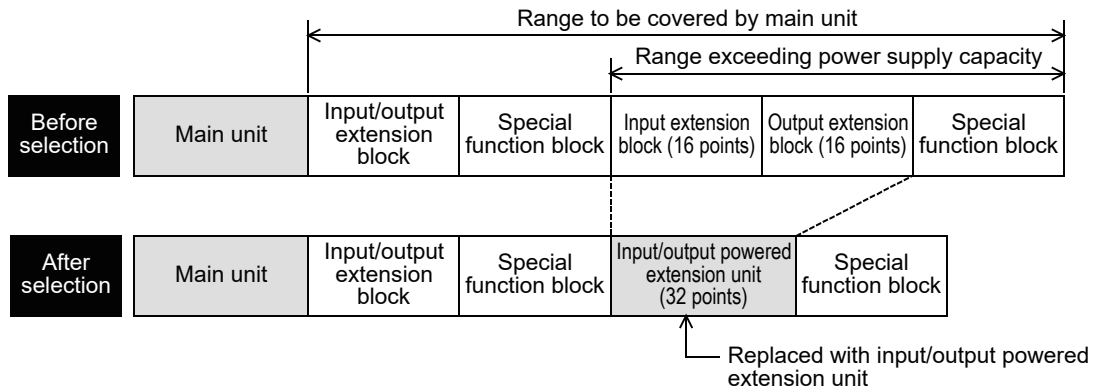 Range to be covered by main unit
Range exceeding power supply capacity
Before
selection
Main unit
Input/output
extension
block
Special
function block
Input extension
block (16 points)
Output extension
block (16 points)
Special
function block
After
selection
Main unit
Input/output
extension
block
Special
function block
Input/output powered
extension unit
(32 points)
Special
function block
Replaced with input/output powered
extension unit